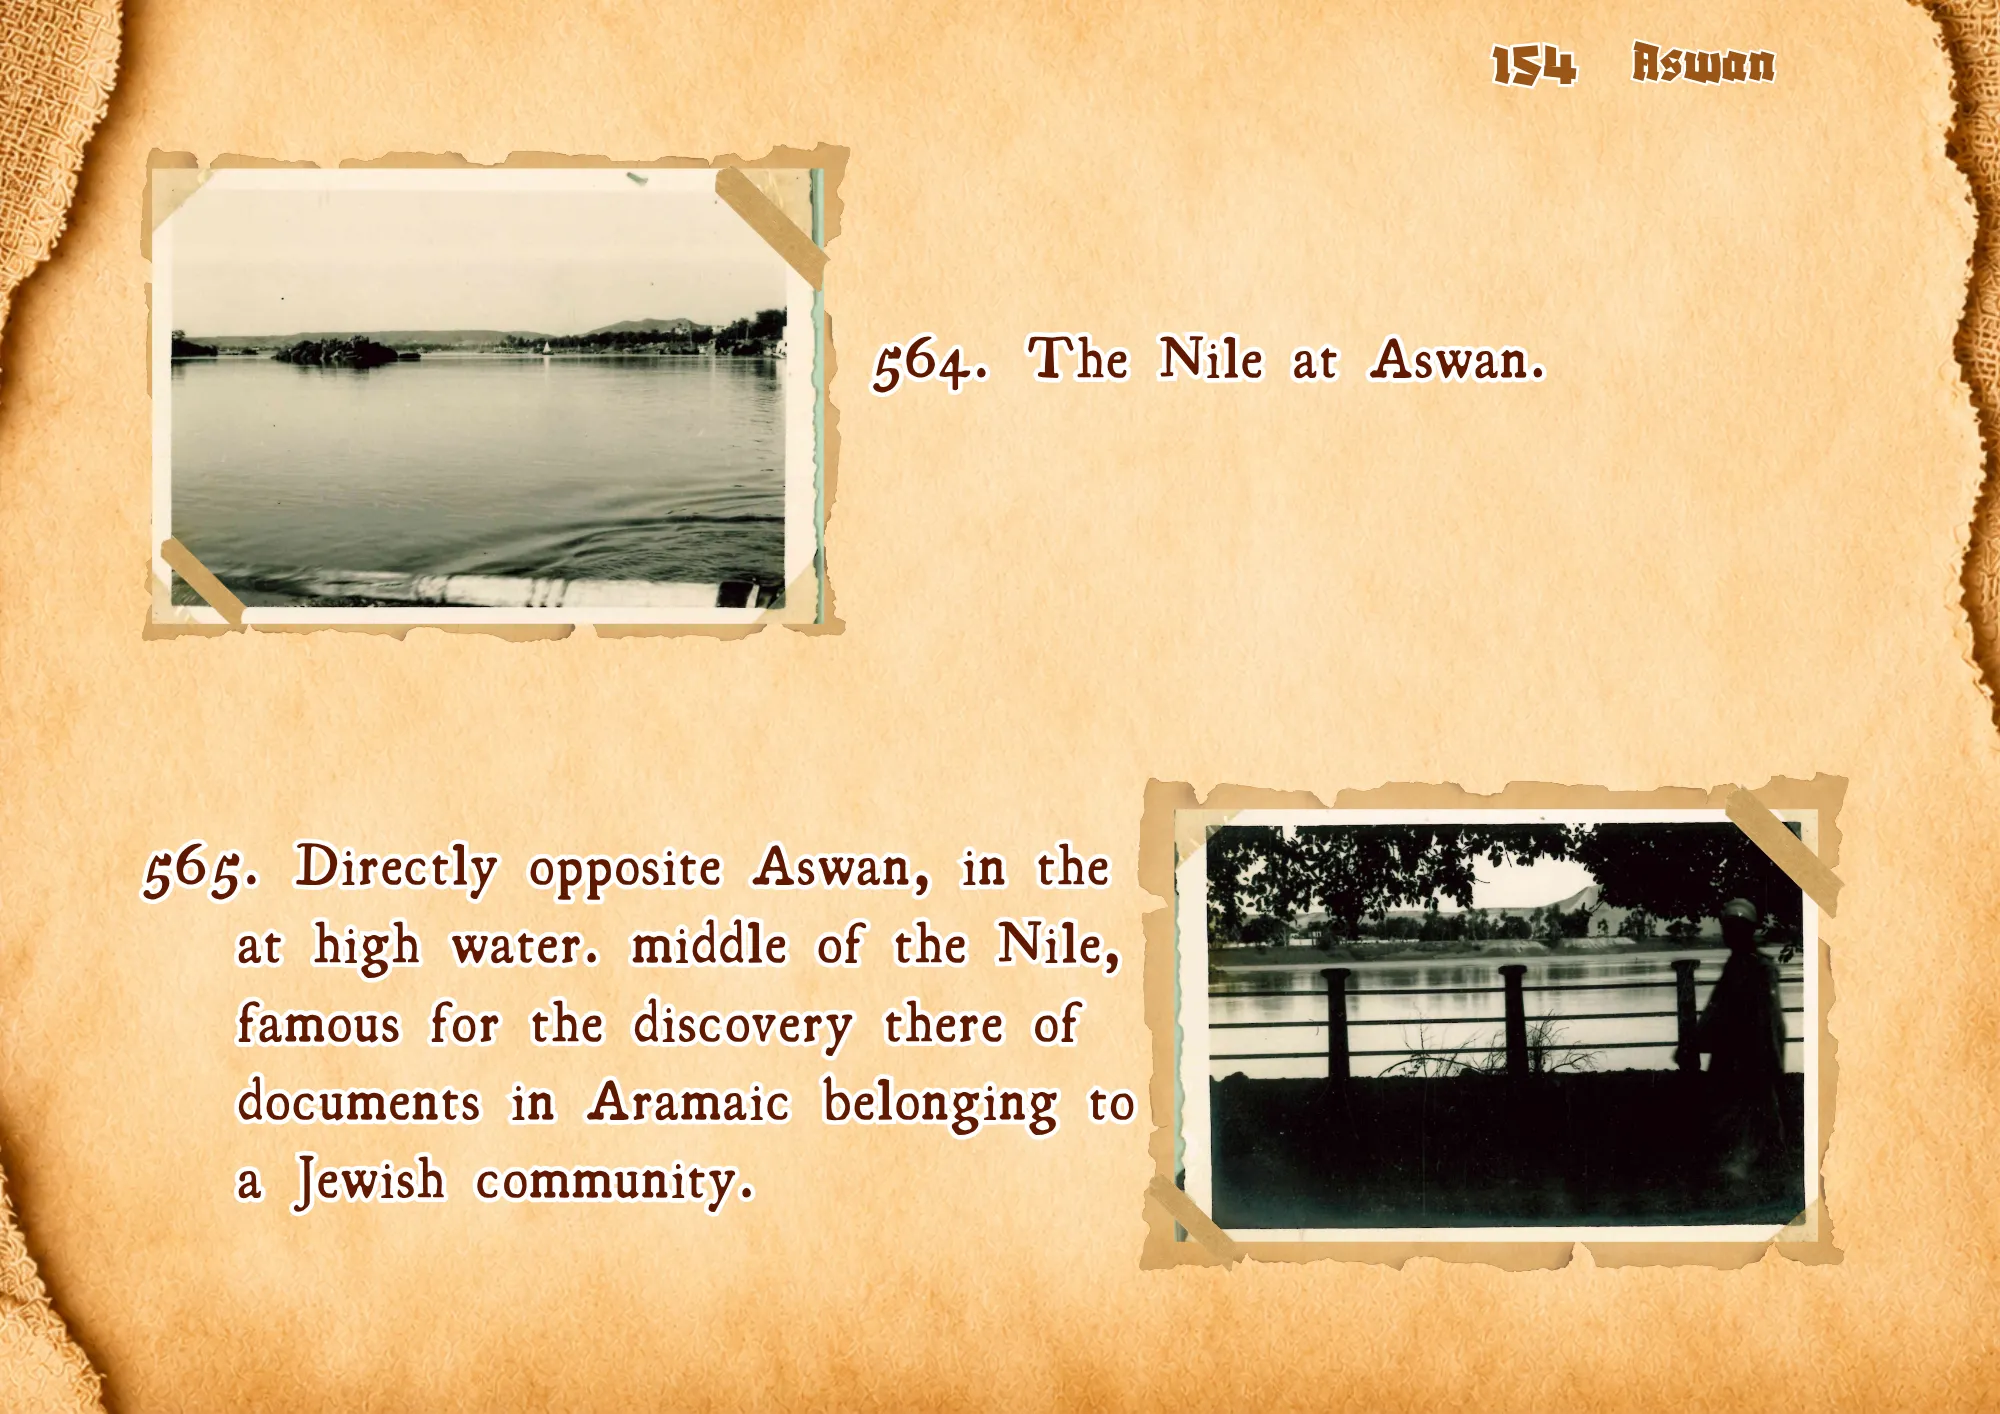 154 Aswan
564. The Nile at Aswan.
565. Directly opposite Aswan, in the
at high water. middle of the Nile,
famous for the discovery there of
documents in Aramaic belonging to
a Jewish community.